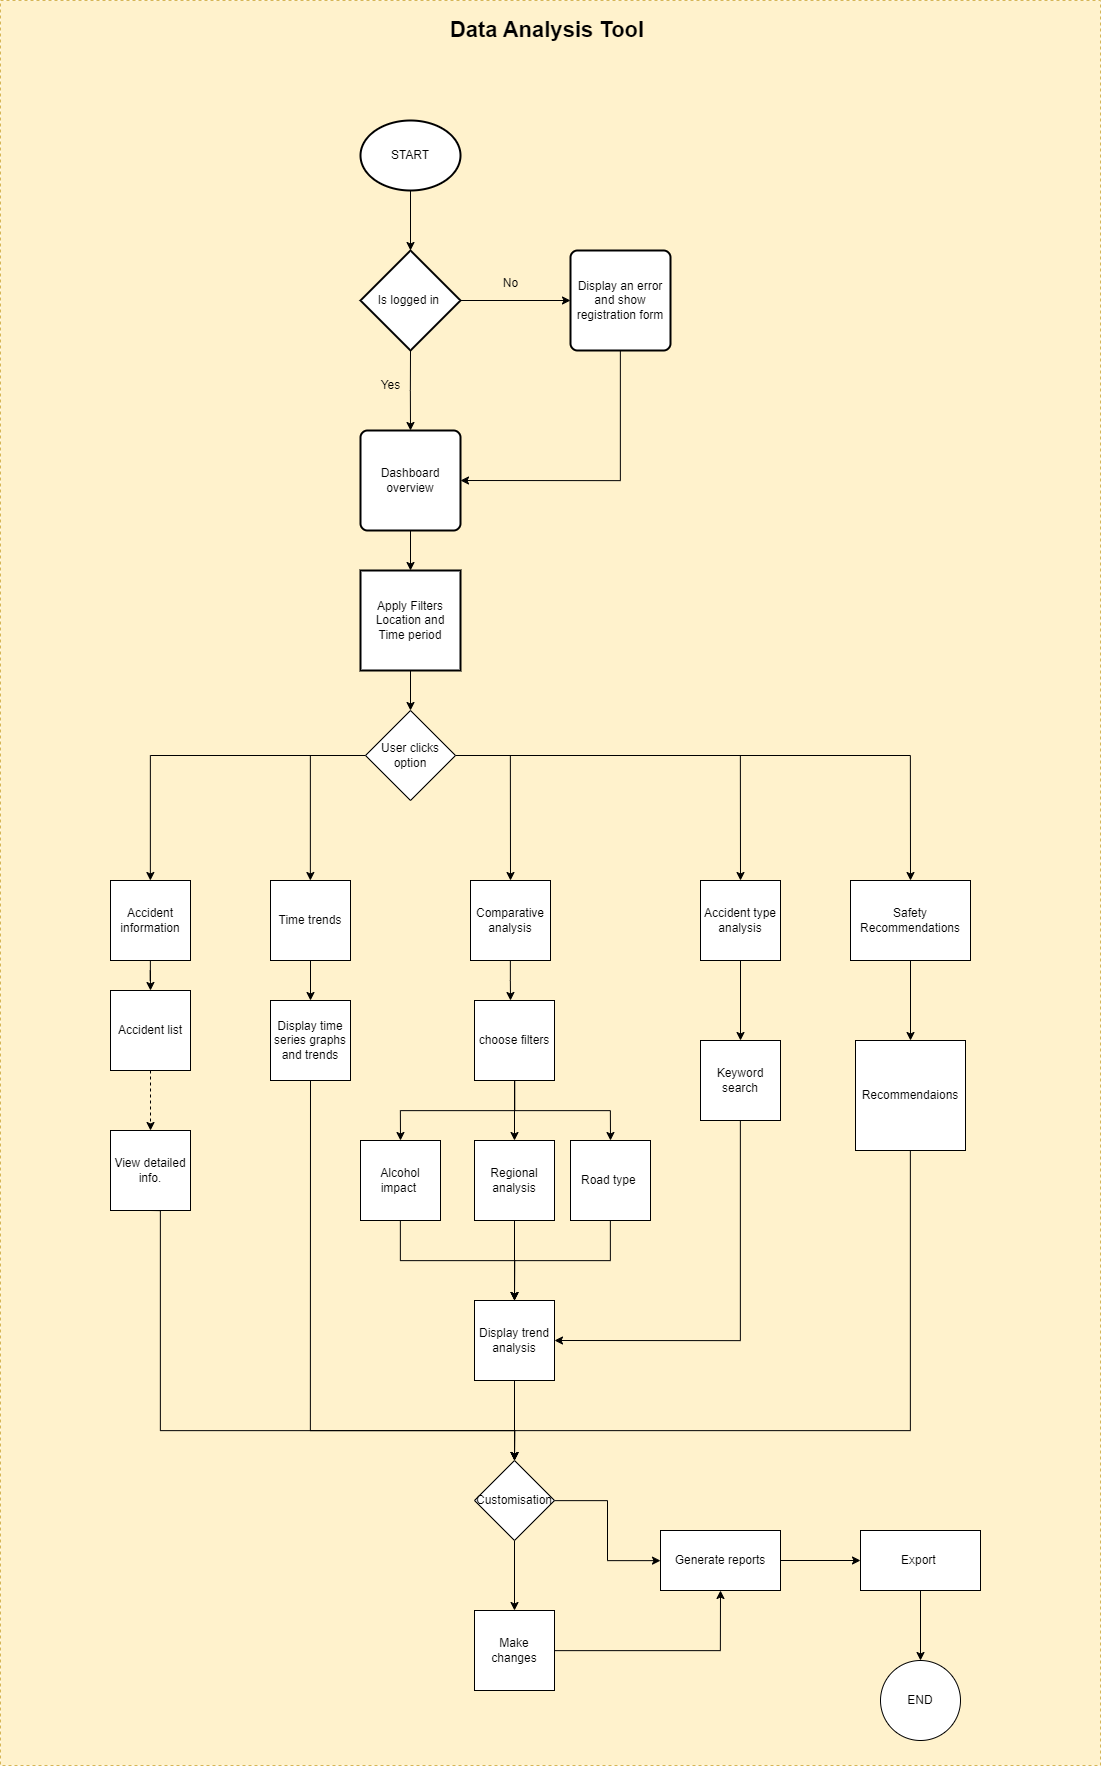 Data Analysis Tool
START
Is logged in
No
Display an error
and show
registration form
Yes
Dashboard
overview
Apply Filters
Location and
Time period
User clicks
option
Accident
information
Time trends
Comparative
analysis
Accident type
analysis
Safety
Recommendations
Accident list
Display time
series graphs
and trends
choose filters
Keyword
search
Recommendaions
View detailed
info.
Alcohol
impact
Regional
analysis
Road type
Display trend
analysis
Customisation
Generate reports
Export
Make
changes
END